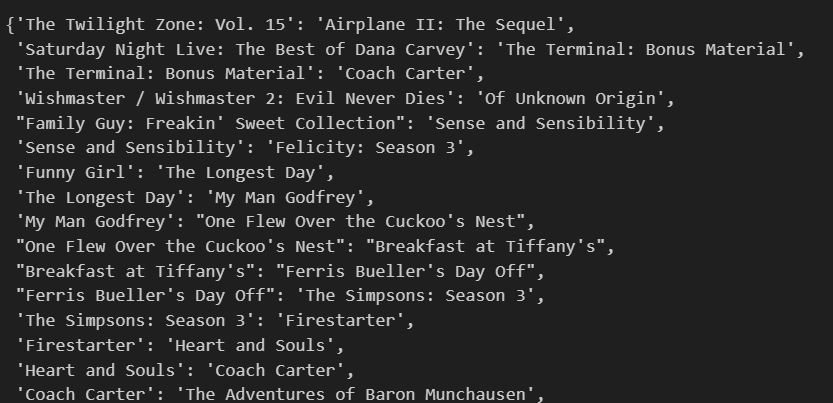 {'The Twilight Zone: Vol. 15': 'Airplane II: The Sequel',
'Saturday Night Live: The Best of Dana Carvey': 'The Terminal: Bonus Material',
'The Terminal: Bonus Material': 'Coach Carter',
'Wishmaster / Wishmaster 2: Evil Never Dies': 'Of Unknown Origin',
"Family Guy: Freakin' Sweet Collection": 'Sense and Sensibility',
'Sense and Sensibility': 'Felicity: Season 3',
'Funny Girl': 'The Longest Day',
'The Longest Day': 'My Man Godfrey',
'My Man Godfrey': "One Flew Over the Cuckoo's Nest",
"One Flew Over the Cuckoo's Nest": "Breakfast at Tiffany's",
"Breakfast at Tiffany's": "Ferris Bueller's Day Off",
"Ferris Bueller's Day Off": 'The Simpsons: Season 3',
'The Simpsons: Season 3': 'Firestarter',
'Firestarter': 'Heart and Souls',
'Heart and Souls': 'Coach Carter',
'Coach Carter': 'The Adventures of Baron Munchausen',